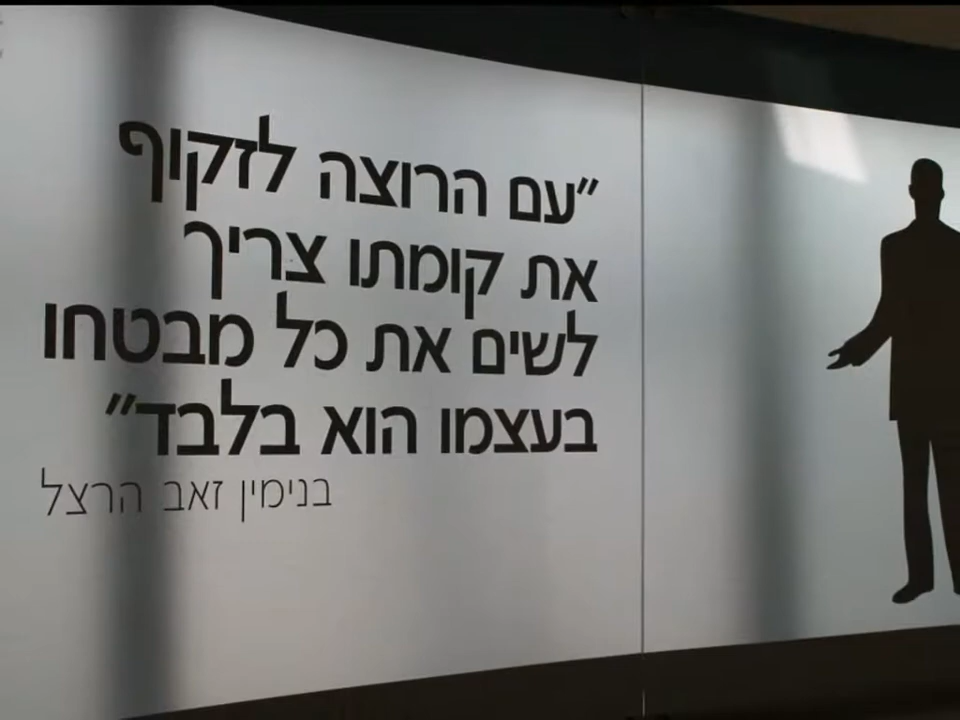 ״עם הרוצה לזקוף
את קומתו צריך
לשים את כל מבטחו
בעצמו הוא בלבד״
בנימין זאב הרצל